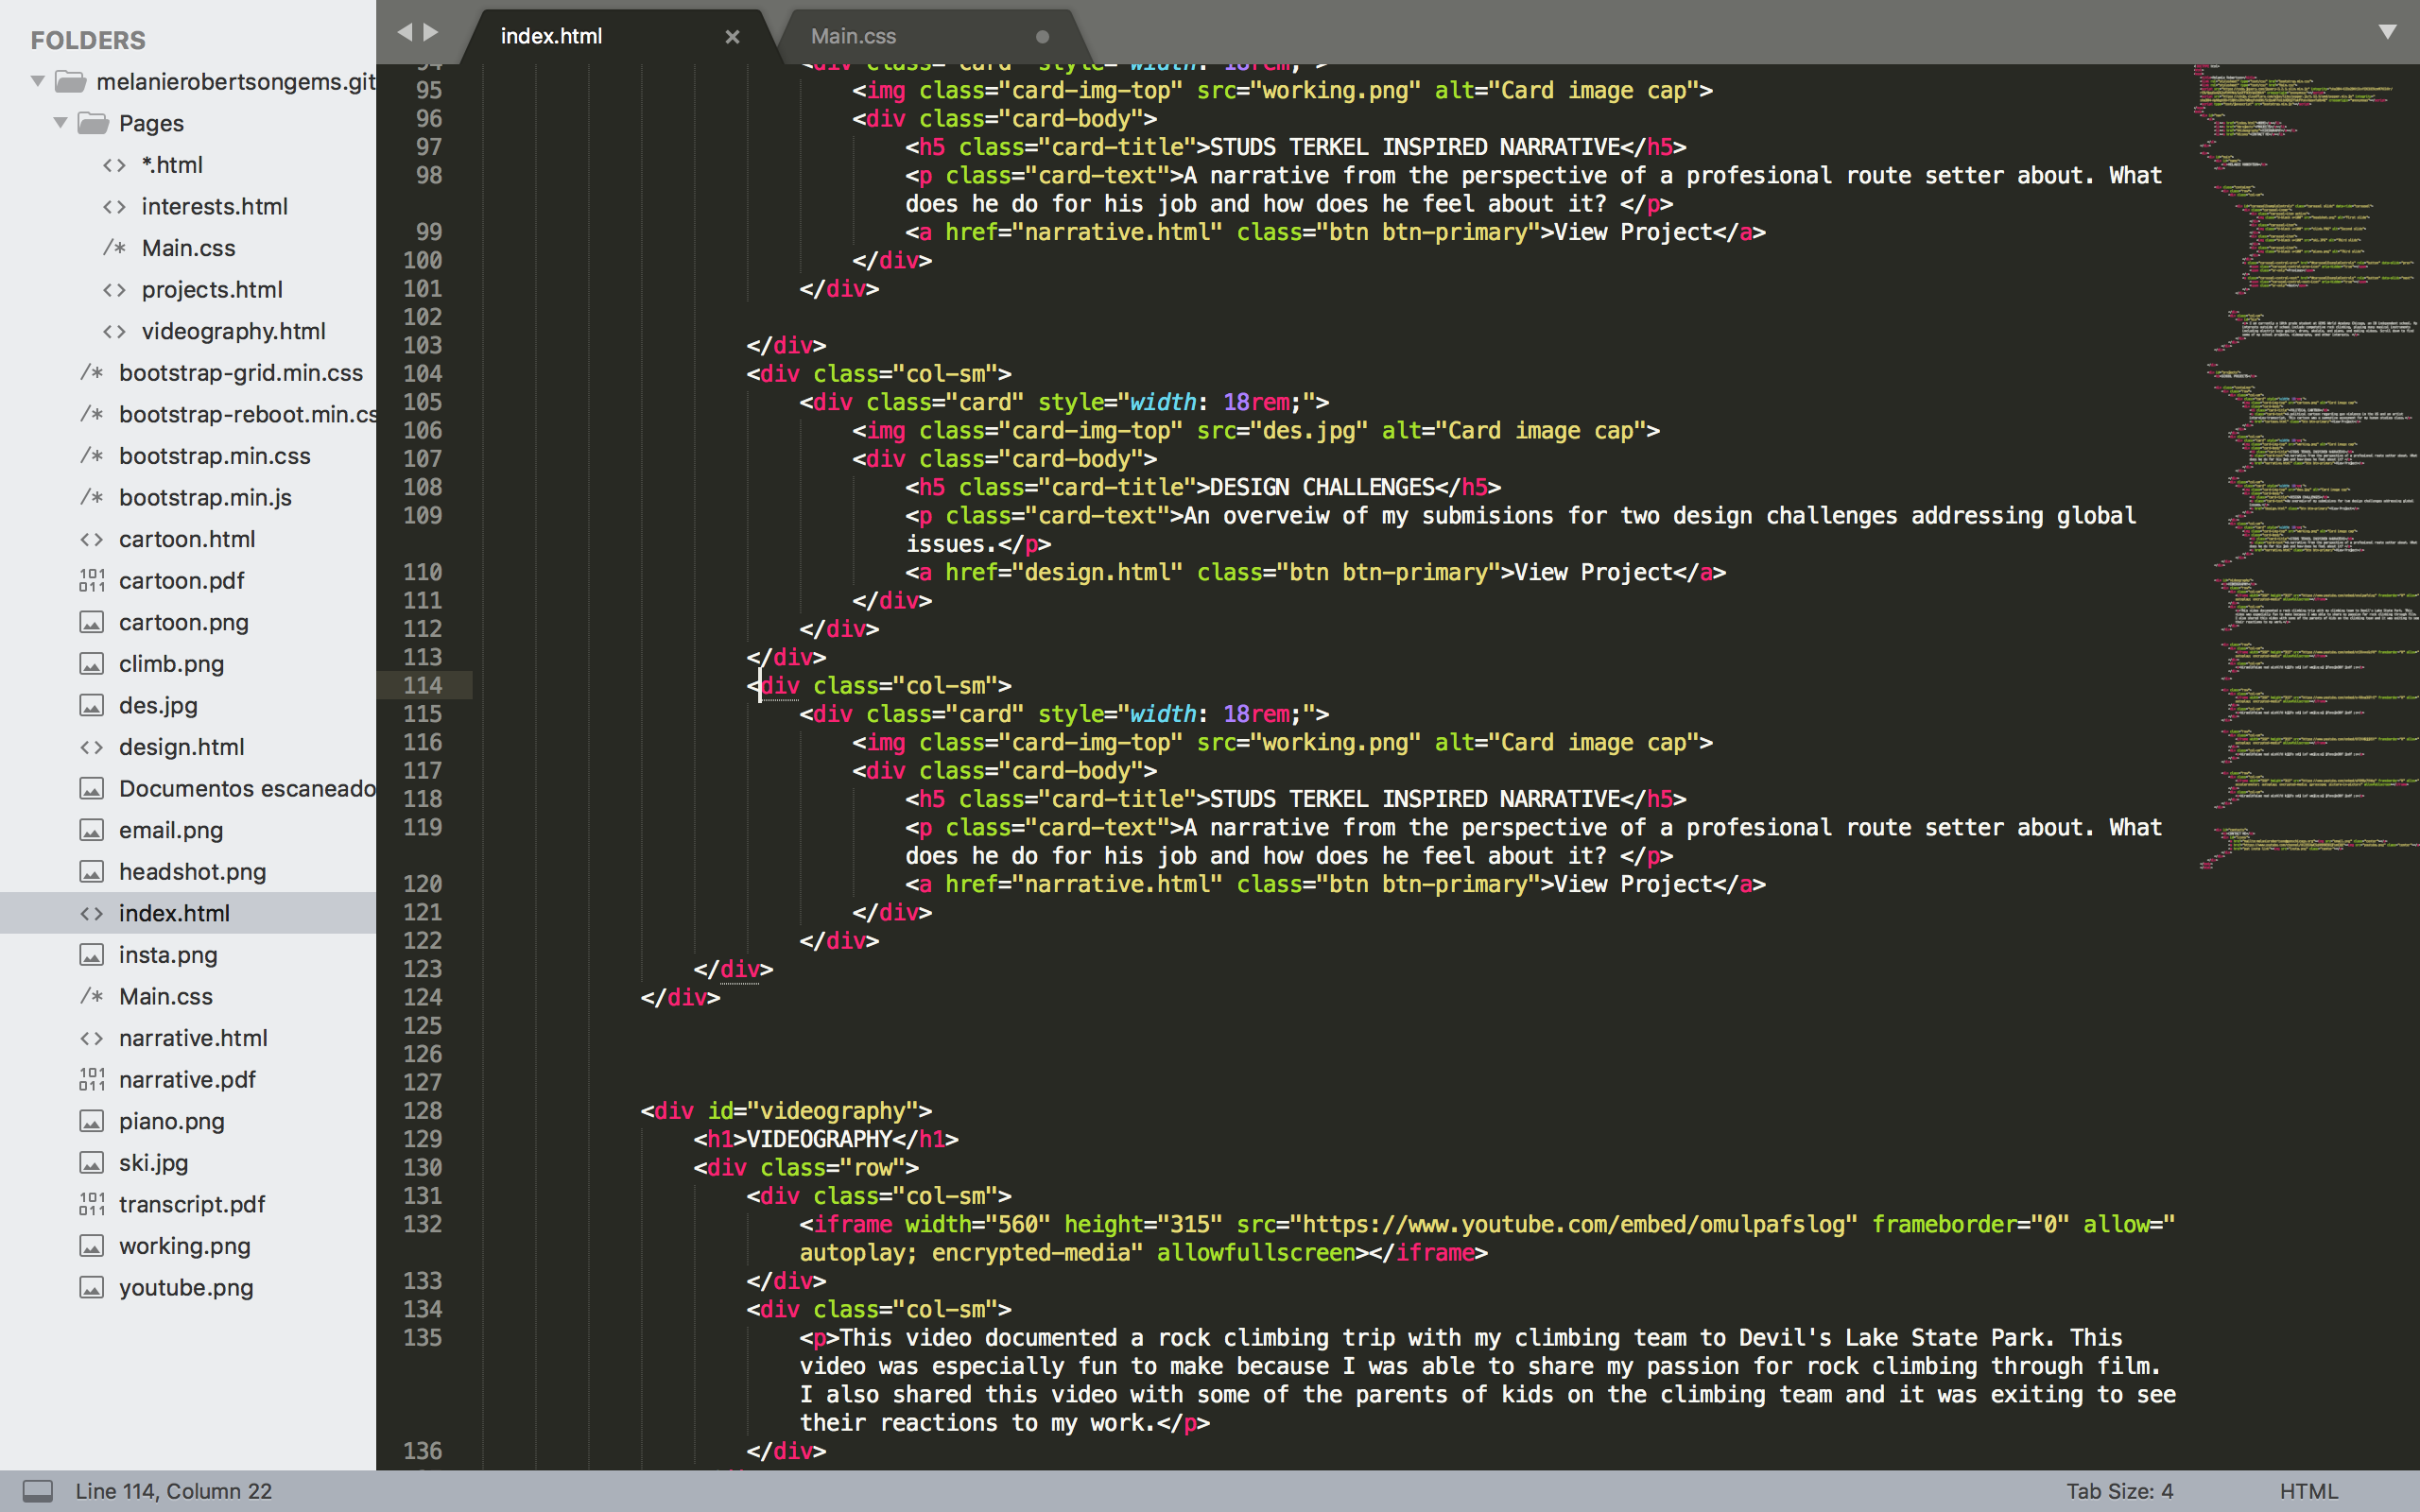 FOLDERS
melanierobertsongems.git
Pages
*.html
interests.html
Main.css
projects.html
videography.html
bootstrap-grid.min.css
bootstrap-reboot.min.cs
bootstrap.min.css
bootstrap.min.js
cartoon.html
cartoon.pdf
cartoon.png
climb.png
des.jpg
design.html
Documentos escaneado
email.png
headshot.png
index.html
insta.png
Main.css
narrative.html
narrative.pdf
piano.png
ski.jpg
transcript.pdf
working.png
youtube.png
index.html
Main.css
94 <div class="card" style="width: 18rem;">
95 <img class="card-img-top" src="working.png" alt="Card image cap">
96 <div class="card-body">
97 <h5 class="card-title">STUDS TERKEL INSPIRED NARRATIVE</h5>
98 <p class="card-text">A narrative from the perspective of a profesional route setter about. What
does he do for his job and how does he feel about it? </p>
99 <a href="narrative.html" class="btn btn-primary">View Project</a>
100 </div>
101 </div>
102
103 </div>
104 <div class="col-sm">
105 <div class="card" style="width: 18rem;">
106 <img class="card-img-top" src="des.jpg" alt="Card image cap">
107 <div class="card-body">
108 <h5 class="card-title">DESIGN CHALLENGES</h5>
109 <p class="card-text">An overveiw of my submisions for two design challenges addressing global
issues.</p>
110 <a href="design.html" class="btn btn-primary">View Project</a>
111 </div>
112 </div>
113 </div>
114 <div class="col-sm">
115 <div class="card" style="width: 18rem;">
116 <img class="card-img-top" src="working.png" alt="Card image cap">
117 <div class="card-body">
118 <h5 class="card-title">STUDS TERKEL INSPIRED NARRATIVE</h5>
119 <p class="card-text">A narrative from the perspective of a profesional route setter about. What
does he do for his job and how does he feel about it? </p>
120 <a href="narrative.html" class="btn btn-primary">View Project</a>
121 </div>
122 </div>
123 </div>
124 </div>
125
126
127
128 <div id="videography">
129 <h1>VIDEOGRAPHY</h1>
130 <div class="row">
131 <div class="col-sm">
132 <iframe width="560" height="315" src="https://www.youtube.com/embed/omulpafslog" frameborder="0" allow="
autoplay; encrypted-media" allowfullscreen></iframe>
133 </div>
134 <div class="col-sm">
135 <p>This video documented a rock climbing trip with my climbing team to Devil's Lake State Park. This
video was especially fun to make because I was able to share my passion for rock climbing through film.
I also shared this video with some of the parents of kids on the climbing team and it was exiting to see
their reactions to my work.</p>
136 </div>
Line 114, Column 22
Tab Size: 4
HTML